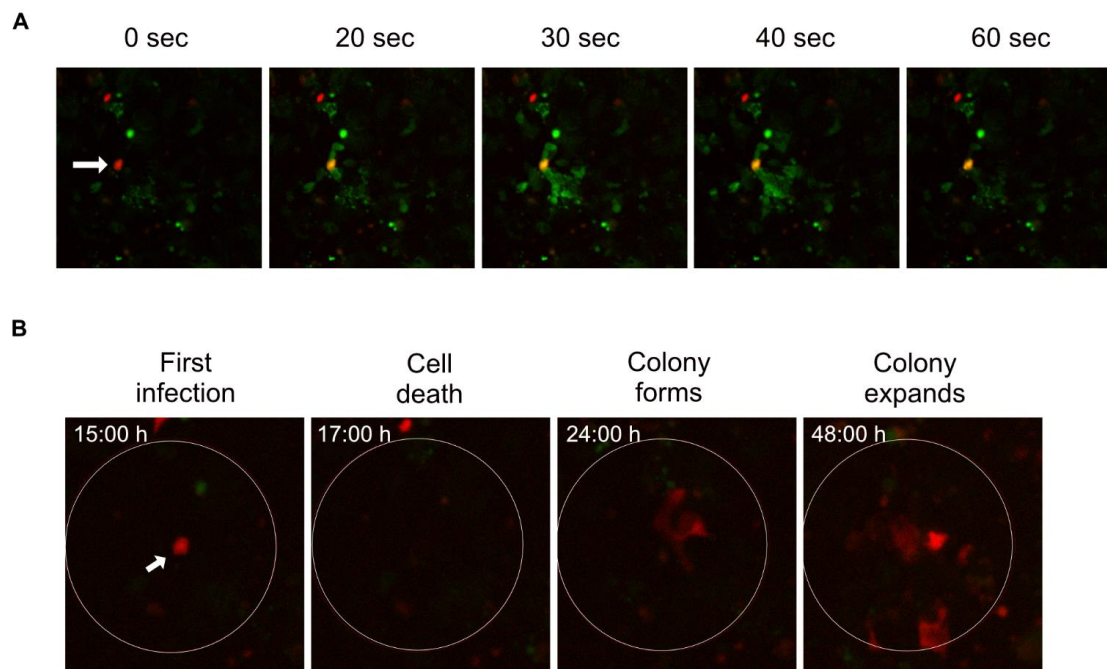 A
0 sec 20 sec 30 sec 40 sec 60 sec
B
First infection
Cell death
Colony forms
Colony expands
15:00 h 17:00 h 24:00 h 48:00 h